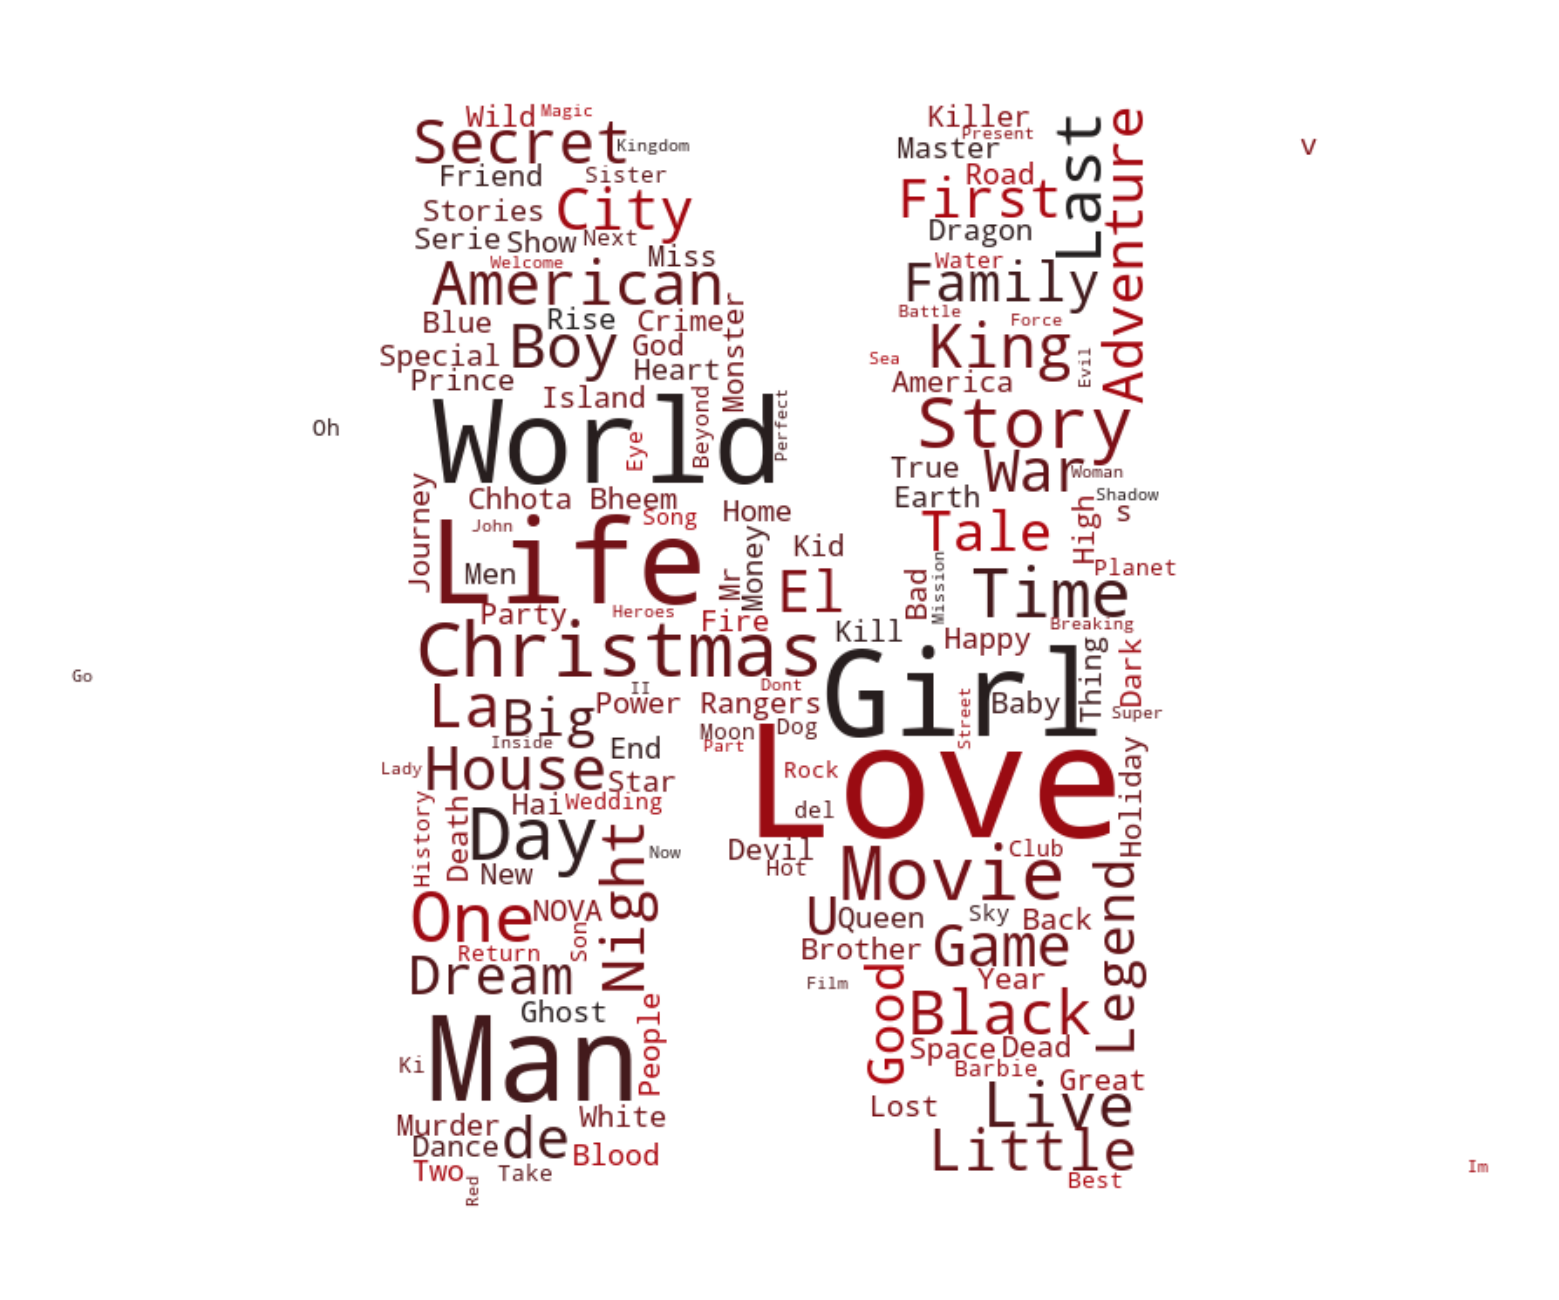 Wild Magic
Secret
Kingdom
Friend Sister
Stories City
Serie Show Next
Welcome Miss
American
Blue Rise Crime
Special Boy God
Monster
Prince Heart
Island
World
Eye Beyond Perfect
Oh
Journey
Chhota Bheem
John Song Home
Life
Men Mr Money Kid
El
Party Heroes Fire
Christmas
Go
La Big II Power
Dont
Rangers
Moon Dog
Part
Inside End
Lady House Star
Hai Wedding
History Death Day
New Night Now
One NOVA
Return Son
Dream
Ghost
Ki Man People
Murder White
Dance de Blood
Two Take
Red
Killer
Present
Master Last
Road
First Adventure
Dragon
Water
Family
Battle Force
King
Sea Evil
America
Story
True War Woman
Earth Shadow
s
Tale High
Bad Mission Planet
Time
Kill Happy Breaking
Girl
Street Baby Thing Dark
Super
Love
Rock
del
Holiday
Devil Club
Hot Movie
U Queen Sky Back
Brother Game Legend
Film Year
Good Black
Space Dead
Barbie Great
Lost Live
Little
Best
v
Im